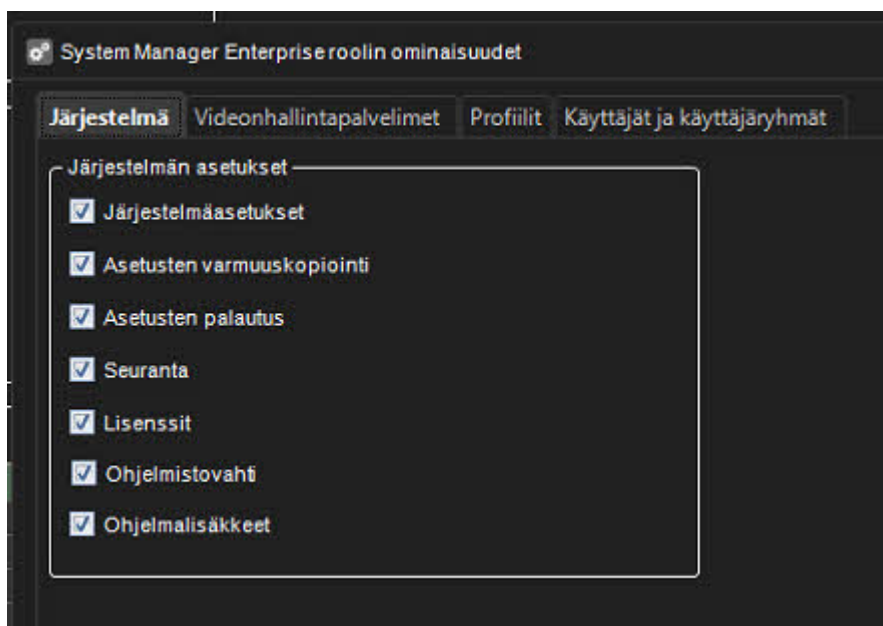 System Manager Enterprise roolin ominaisuudet
Järjestelmä Videonhallintapalvelimet Profiilit Käyttäjät ja käyttäjäryhmät
Järjestelmän asetukset
Järjestelmäasetukset
Asetusten varmuuskopiointi
Asetusten palautus
Seuranta
Lisenssit
Ohjelmistovahti
Ohjelmalisäkkeet